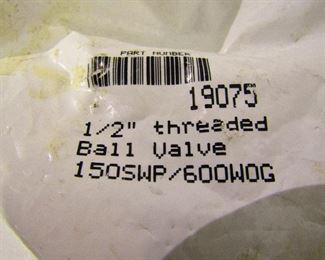 PART NUMBER
19075
1/2" threaded
Ball Valve
150SWP/600WOG